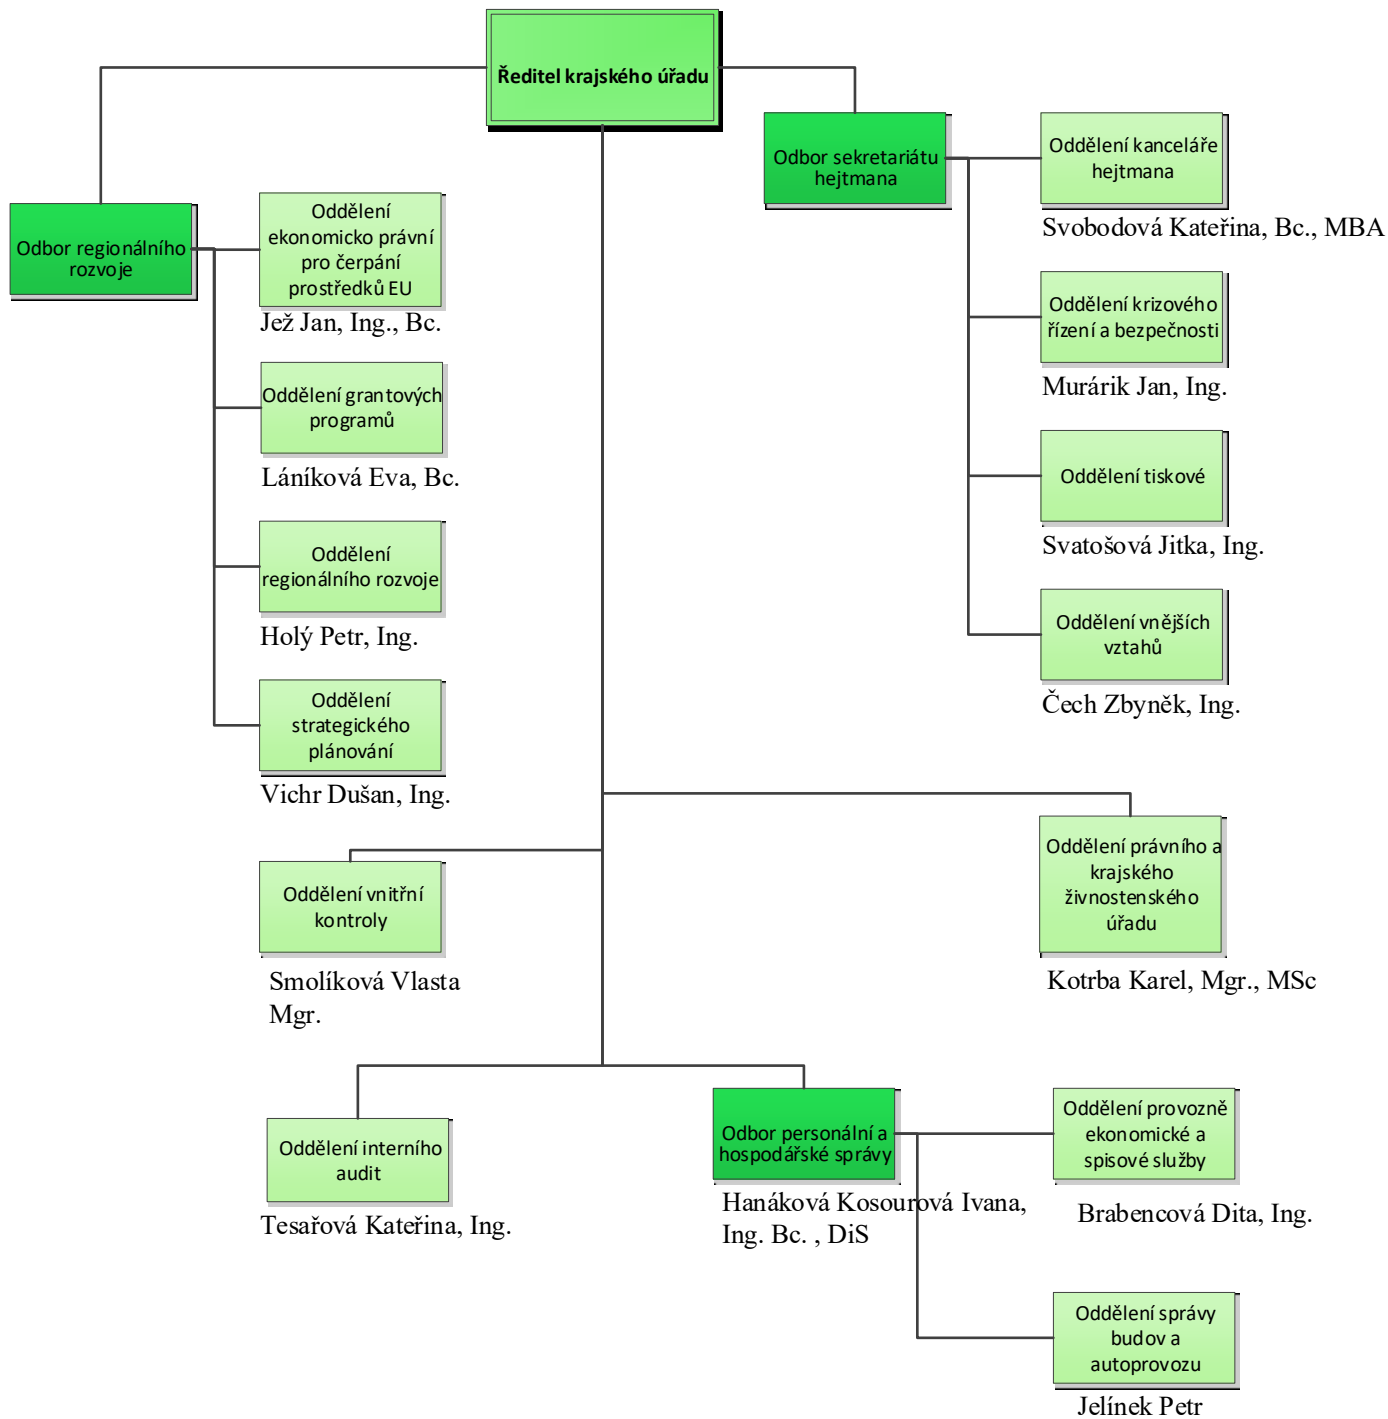 Ředitel krajského úřadu
Odbor sekretariátu
hejtmana
Oddělení kanceláře
hejtmana
Svobodová Kateřina, Bc., MBA
Oddělení krizového
řízení a bezpečnosti
Murárik Jan, Ing.
Oddělení tiskové
Svatošová Jitka, Ing.
Oddělení vnějších
vztahů
Čech Zbyněk, Ing.
Odbor regionálního
rozvoje
Oddělení
ekonomicko právní
pro čerpání
prostředků EU
Jež Jan, Ing., Bc.
Oddělení grantových
programů
Láníková Eva, Bc.
Oddělení
regionálního rozvoje
Holý Petr, Ing.
Oddělení
strategického
plánování
Vichr Dušan, Ing.
Oddělení vnitřní
kontroly
Smolíková Vlasta
Mgr.
Oddělení právního a
krajského
živnostenského
úřadu
Kotrba Karel, Mgr., MSc
Oddělení interního
audit
Tesařová Kateřina, Ing.
Odbor personální a
hospodářské správy
Hanáková Kosourová Ivana,
Ing. Bc. , DiS
Oddělení provozně
ekonomické a
spisové služby
Brabencová Dita, Ing.
Oddělení správy
budov a
autoprovozu
Jelínek Petr